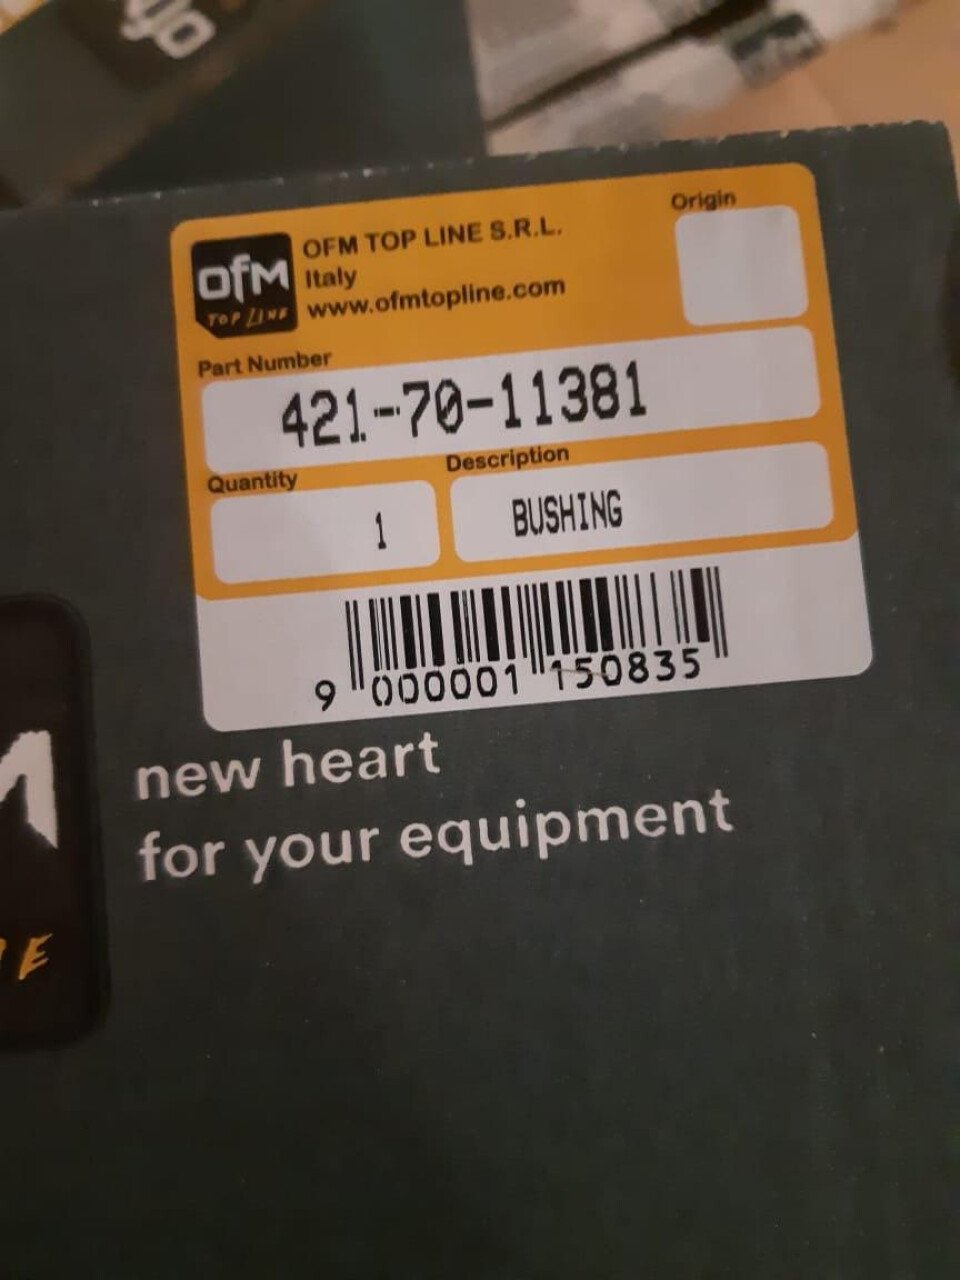 Origin
ofm
TOP LINE
OFM TOP LINE S.R.L.
Italy
www.ofmtopline.com
Part Number
421-70-11381
Quantity
Description
1
BUSHING
9 000001 150835
new heart
for your equipment
M
E